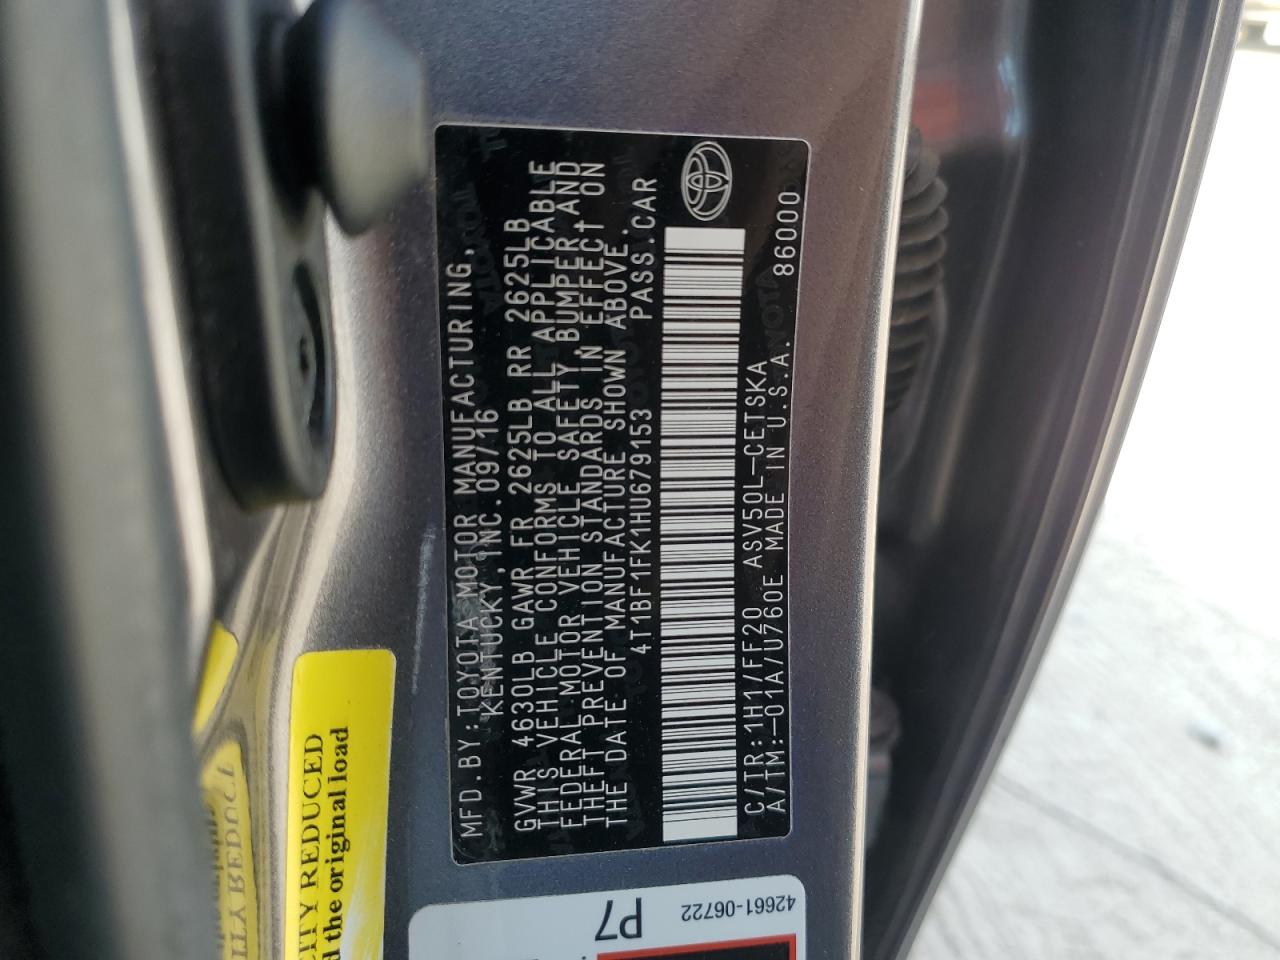 MFD.BY:TOYOTA MOTOR MANUFACTURING,
KENTUCKY,INC.09/16
GVWR 4630LB GAWR FR 2625LB RR 2625LB
THIS VEHICLE CONFORMS TO ALL APPLICABLE
FEDERAL MOTOR VEHICLE SAFETY,BUMPER,AND
THEFT PREVENTION STANDARDS IN EFFECT ON
THE DATE OF MANUFACTURE SHOWN ABOVE.
4T1BF1FK1HU679153 PASS.CAR
C/TR:1H1/FF20 ASV50L-CETSKA
A/TM:-01A/U760E MADE IN U.S.A. 86000
REDUCED
the original load
42661-06722
P7